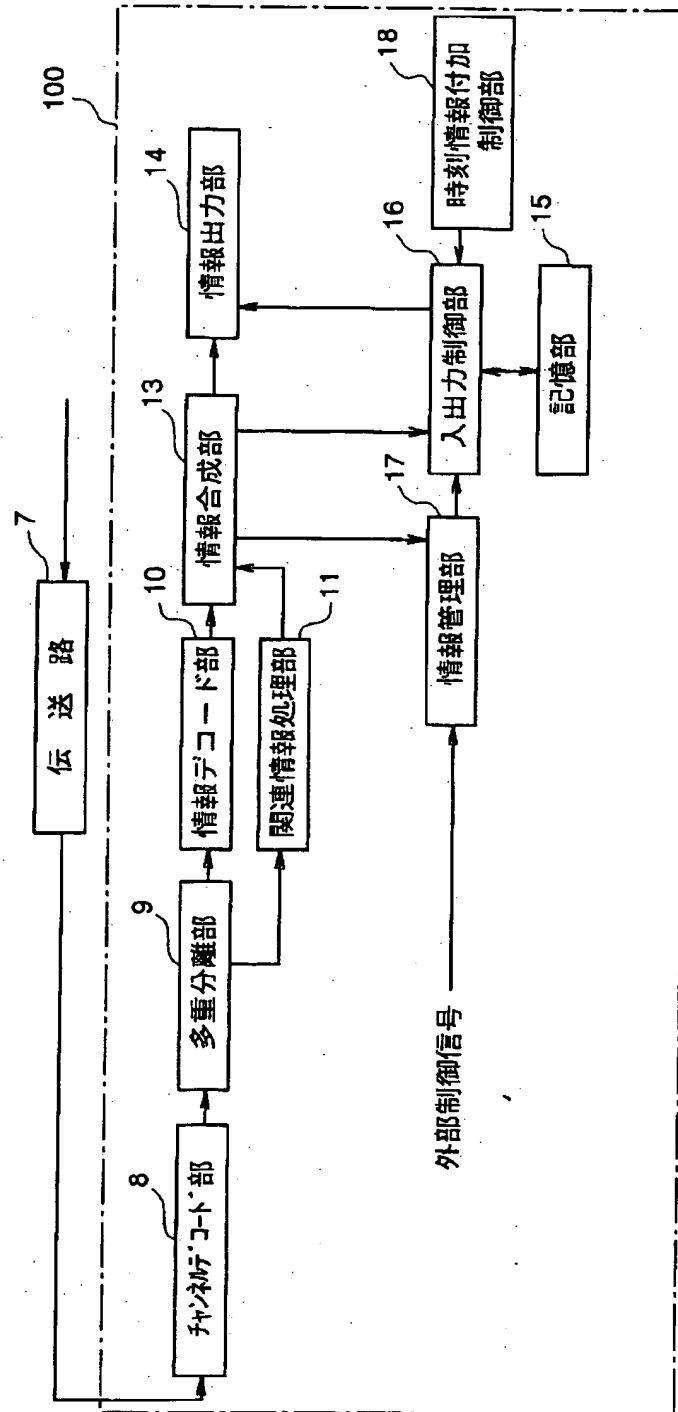 7
伝送路
100
8
チャンネルデコード部
9
多重分離部
10
情報デコード部
13
情報合成部
14
情報出力部
11
関連情報処理部
外部制御信号
17
情報管理部
16
入出力制御部
18
時刻情報付加
制御部
15
記憶部